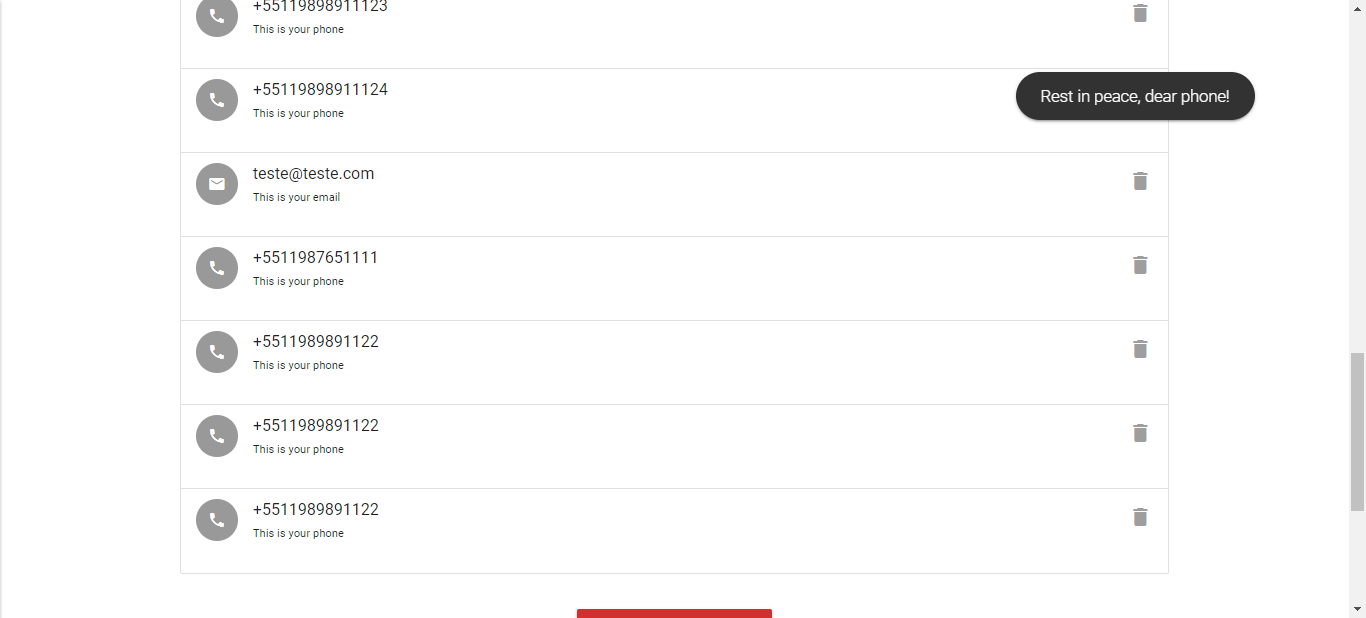 +55119898911123
This is your phone
+55119898911124
This is your phone
Rest in peace, dear phone!
teste@teste.com
This is your email
+5511987651111
This is your phone
+5511989891122
This is your phone
+5511989891122
This is your phone
+5511989891122
This is your phone